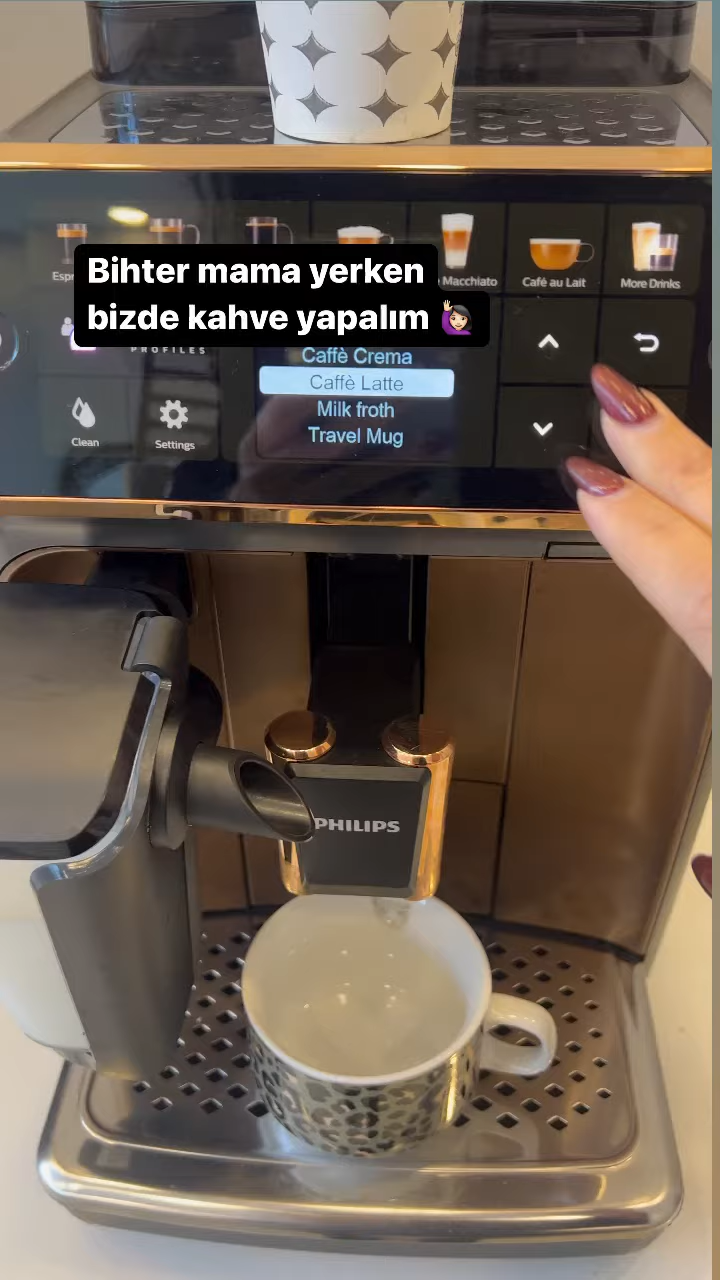 Macchiato
Café au Lait
More Drinks
Bihter mama yerken
bizde kahve yapalım 🙋🏻‍♀️
PROFILES
Caffè Crema
Caffè Latte
Milk froth
Travel Mug
Clean
Settings
PHILIPS